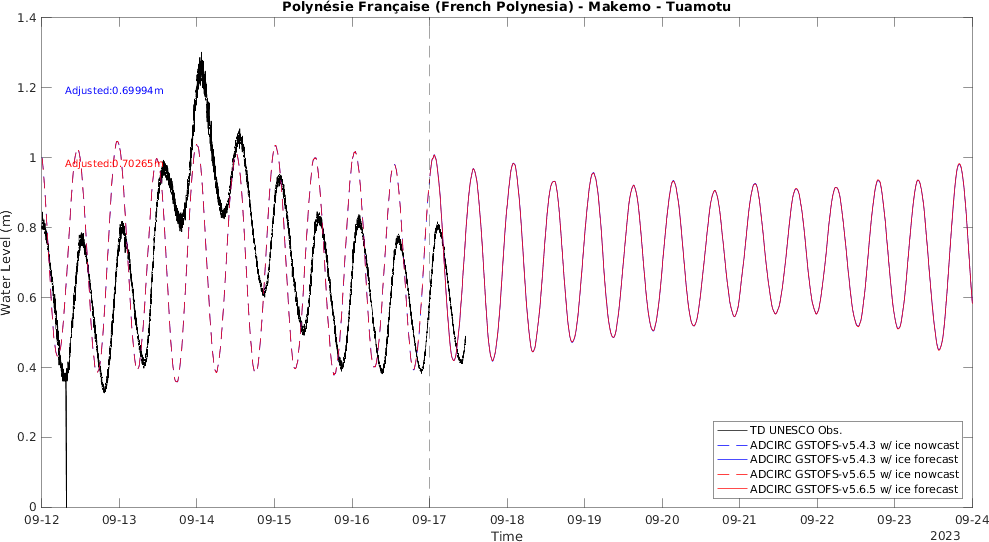 Polynésie Française (French Polynesia) - Makemo - Tuamotu
1.4
1.2
1
0.8
0.6
0.4
0.2
0
Water Level (m)
Adjusted:0.69994m
Adjusted:0.70265m
TD UNESCO Obs.
ADCIRC GSTOFS-v5.4.3 w/ ice nowcast
ADCIRC GSTOFS-v5.4.3 w/ ice forecast
ADCIRC GSTOFS-v5.6.5 w/ ice nowcast
ADCIRC GSTOFS-v5.6.5 w/ ice forecast
09-12 09-13 09-14 09-15 09-16 09-17 09-18 09-19 09-20 09-21 09-22 09-23 09-24
Time
2023